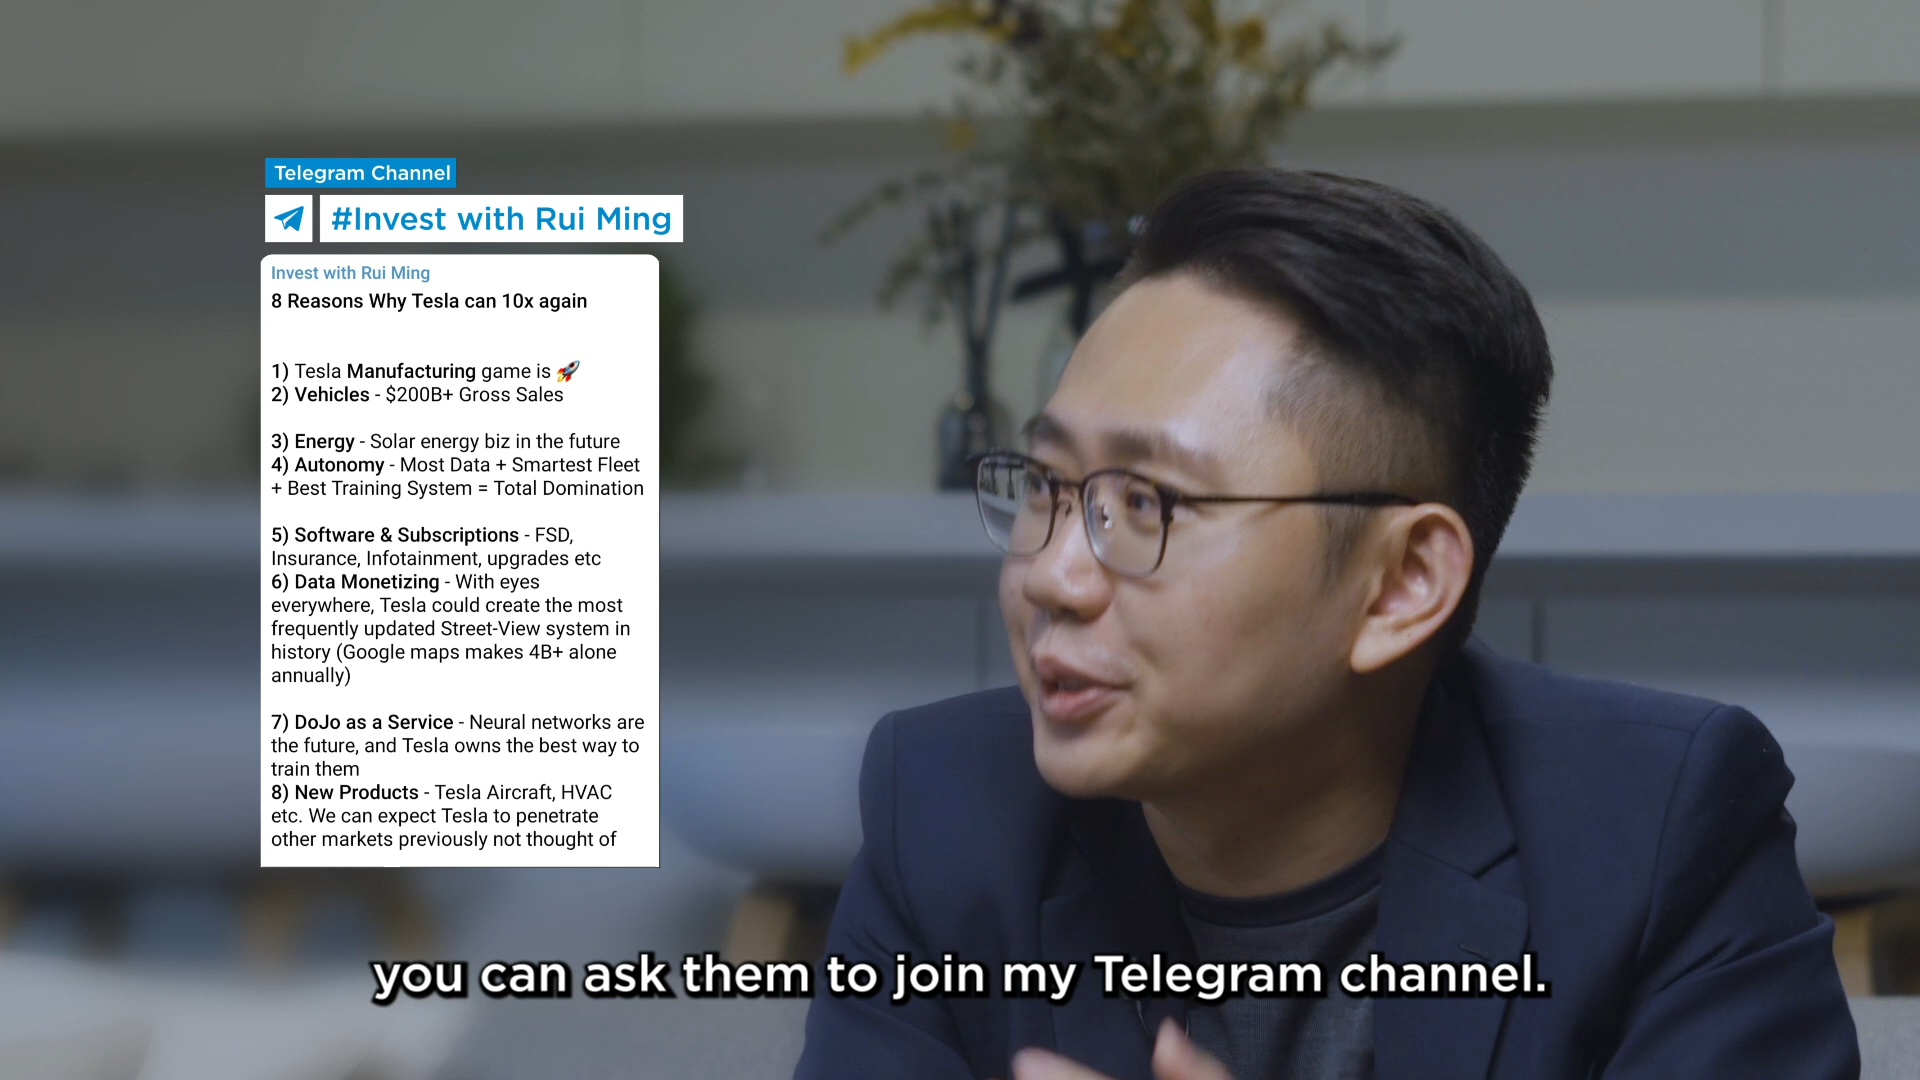 Telegram Channel
#Invest with Rui Ming
Invest with Rui Ming
8 Reasons Why Tesla can 10x again
1) Tesla Manufacturing game is 🚀
2) Vehicles - $200B+ Gross Sales
3) Energy - Solar energy biz in the future
4) Autonomy - Most Data + Smartest Fleet
+ Best Training System = Total Domination
5) Software & Subscriptions - FSD,
Insurance, Infotainment, upgrades etc
6) Data Monetizing - With eyes
everywhere, Tesla could create the most
frequently updated Street-View system in
history (Google maps makes 4B+ alone
annually)
7) DoJo as a Service - Neural networks are
the future, and Tesla owns the best way to
train them
8) New Products - Tesla Aircraft, HVAC
etc. We can expect Tesla to penetrate
other markets previously not thought of
you can ask them to join my Telegram channel.